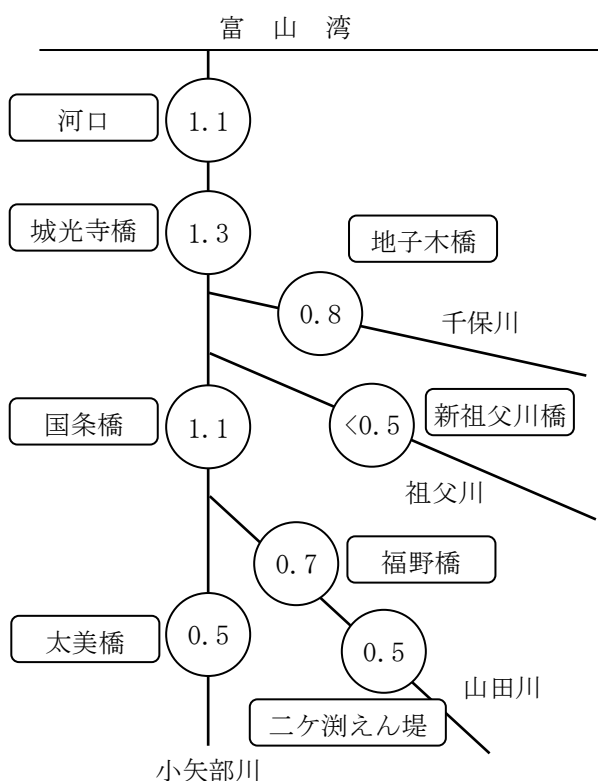 富 山 湾
河口
1.1
城光寺橋
1.3
地子木橋
0.8
千保川
国条橋
1.1
<0.5
新祖父川橋
祖父川
0.7
福野橋
太美橋
0.5
0.5
山田川
二ケ渕えん堤
小矢部川